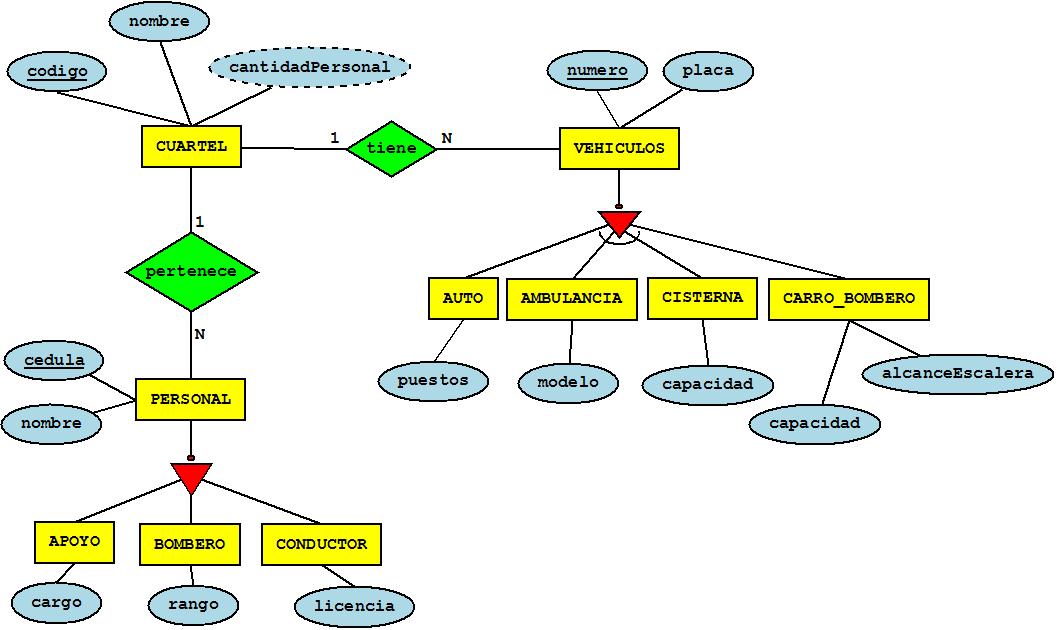 nombre
codigo
cantidadPersonal
numero
placa
CUARTEL
1
tiene
N
VEHICULOS
1
pertenece
N
AUTO
AMBULANCIA
CISTERNA
CARRO_BOMBERO
puestos
modelo
capacidad
alcanceEscalera
capacidad
cedula
nombre
PERSONAL
APOYO
BOMBERO
CONDUCTOR
cargo
rango
licencia